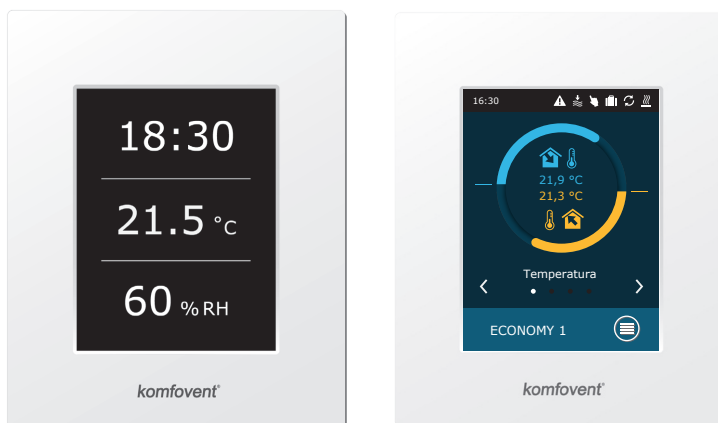 18:30
21.5 °C
60 % RH
komfovent®
16:30
21,9 °C
21,3 °C
Temperatura
ECONOMY 1
komfovent®